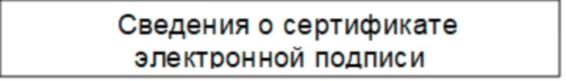 Сведения о сертификате
электронной подписи